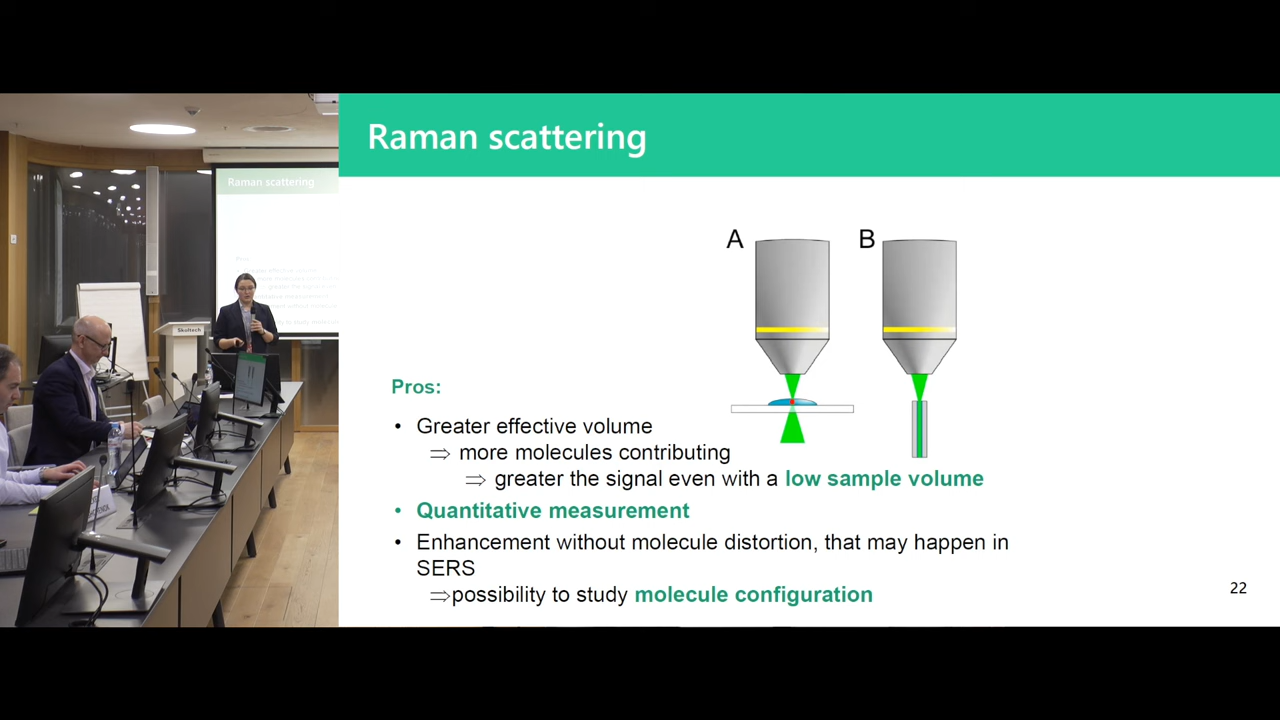 Raman scattering
A
B
Pros:
• Greater effective volume
⇒ more molecules contributing
⇒ greater the signal even with a low sample volume
• Quantitative measurement
• Enhancement without molecule distortion, that may happen in
SERS
⇒possibility to study molecule configuration
22
Raman scattering
Skoltech